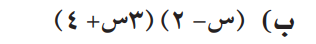 ب) (س – ٢) (٣س + ٤)